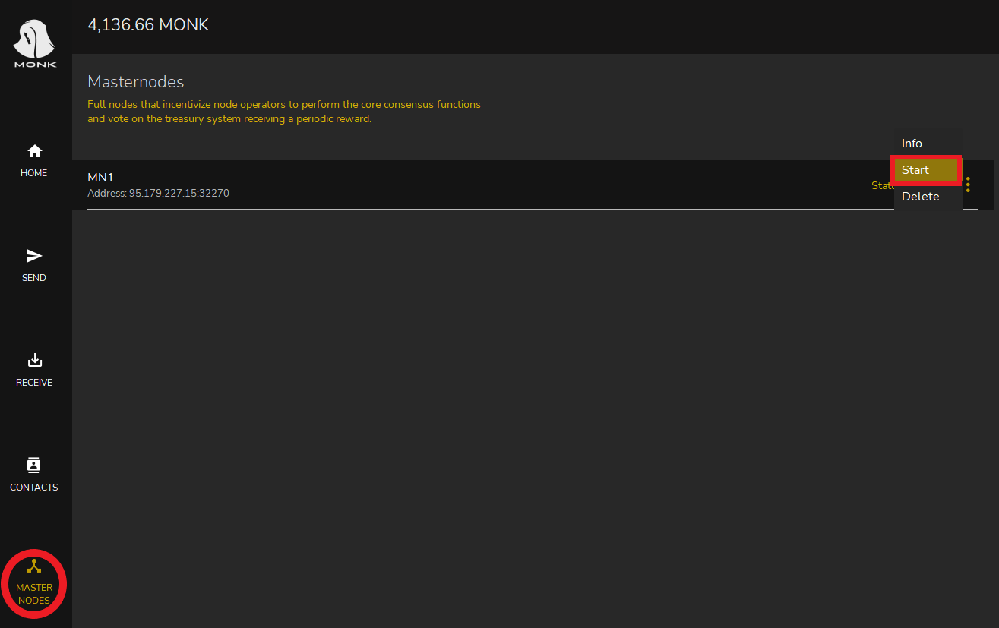 MONK
4,136.66 MONK
Masternodes
Full nodes that incentivize node operators to perform the core consensus functions
and vote on the treasury system receiving a periodic reward.
HOME
Info
Start
Delete
MN1
Address: 95.179.227.15:32270
SEND
RECEIVE
CONTACTS
MASTER
NODES